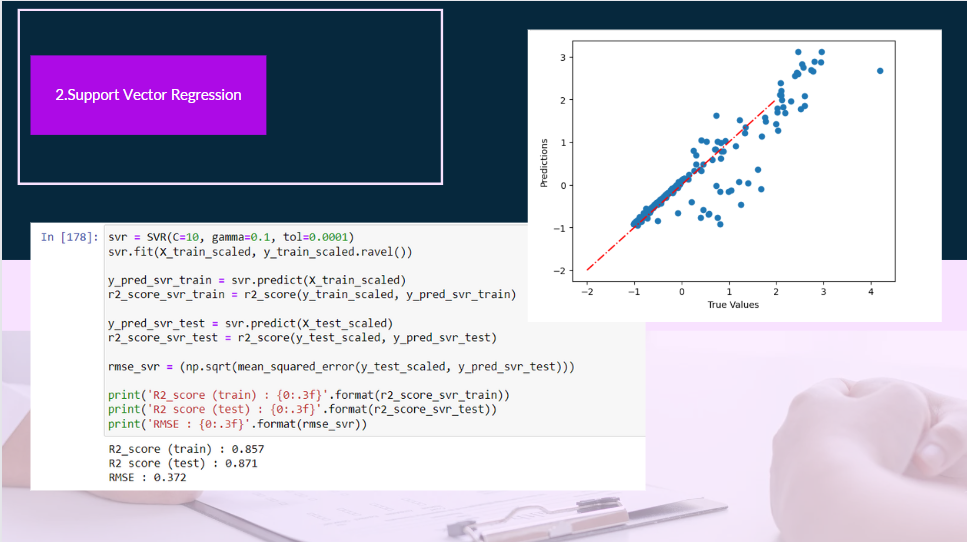 2.Support Vector Regression
3
2
1
0
−1
−2
Predictions
−2 −1 0 1 2 3 4
True Values
In [178]: svr = SVR(C=10, gamma=0.1, tol=0.0001)
svr.fit(X_train_scaled, y_train_scaled.ravel())
y_pred_svr_train = svr.predict(X_train_scaled)
r2_score_svr_train = r2_score(y_train_scaled, y_pred_svr_train)
y_pred_svr_test = svr.predict(X_test_scaled)
r2_score_svr_test = r2_score(y_test_scaled, y_pred_svr_test)
rmse_svr = (np.sqrt(mean_squared_error(y_test_scaled, y_pred_svr_test)))
print('R2_score (train) : {0:.3f}'.format(r2_score_svr_train))
print('R2 score (test) : {0:.3f}'.format(r2_score_svr_test))
print('RMSE : {0:.3f}'.format(rmse_svr))
R2_score (train) : 0.857
R2 score (test) : 0.871
RMSE : 0.372